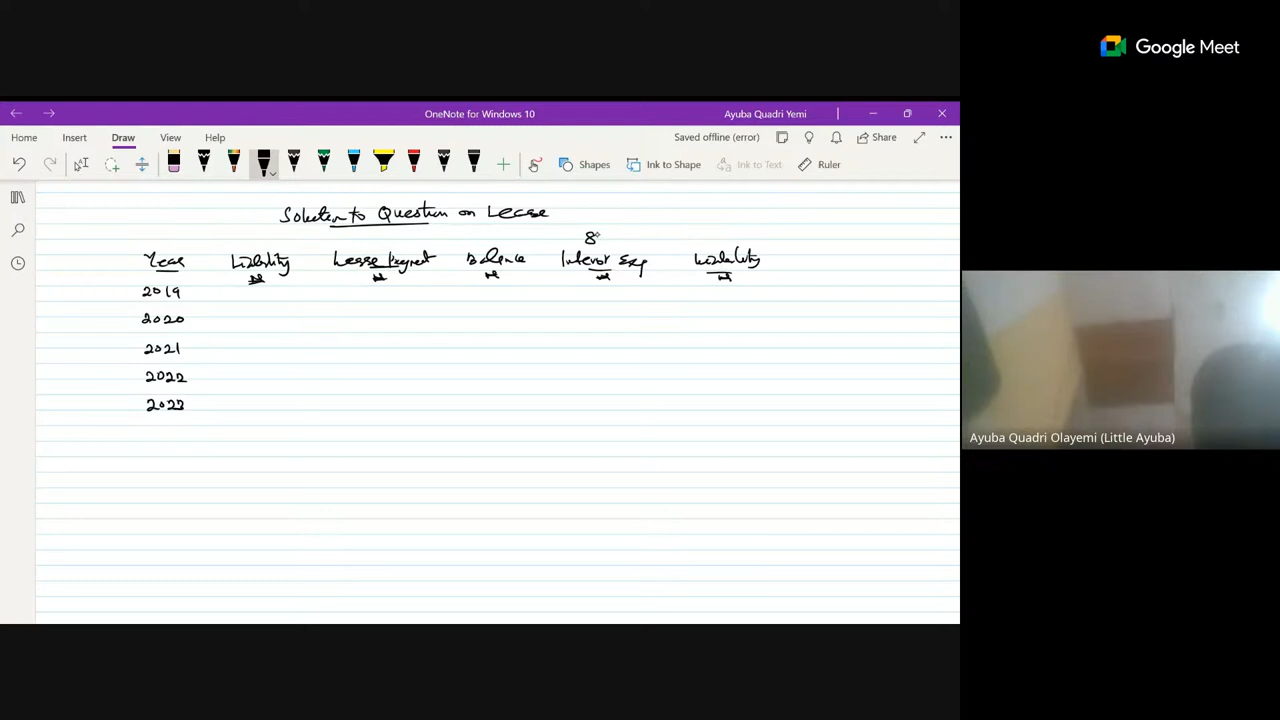 Google Meet
OneNote for Windows 10
Ayuba Quadri Yemi
Home Insert Draw View Help
Saved offline (error)
Share
Shapes
Ink to Shape
Ink to Text
Ruler
Solution to Question on Lease
8%
Year Liability Lease Payment Balance Interest Exp Liability
N N N N N
2019
2020
2021
2022
2023
Ayuba Quadri Olayemi (Little Ayuba)